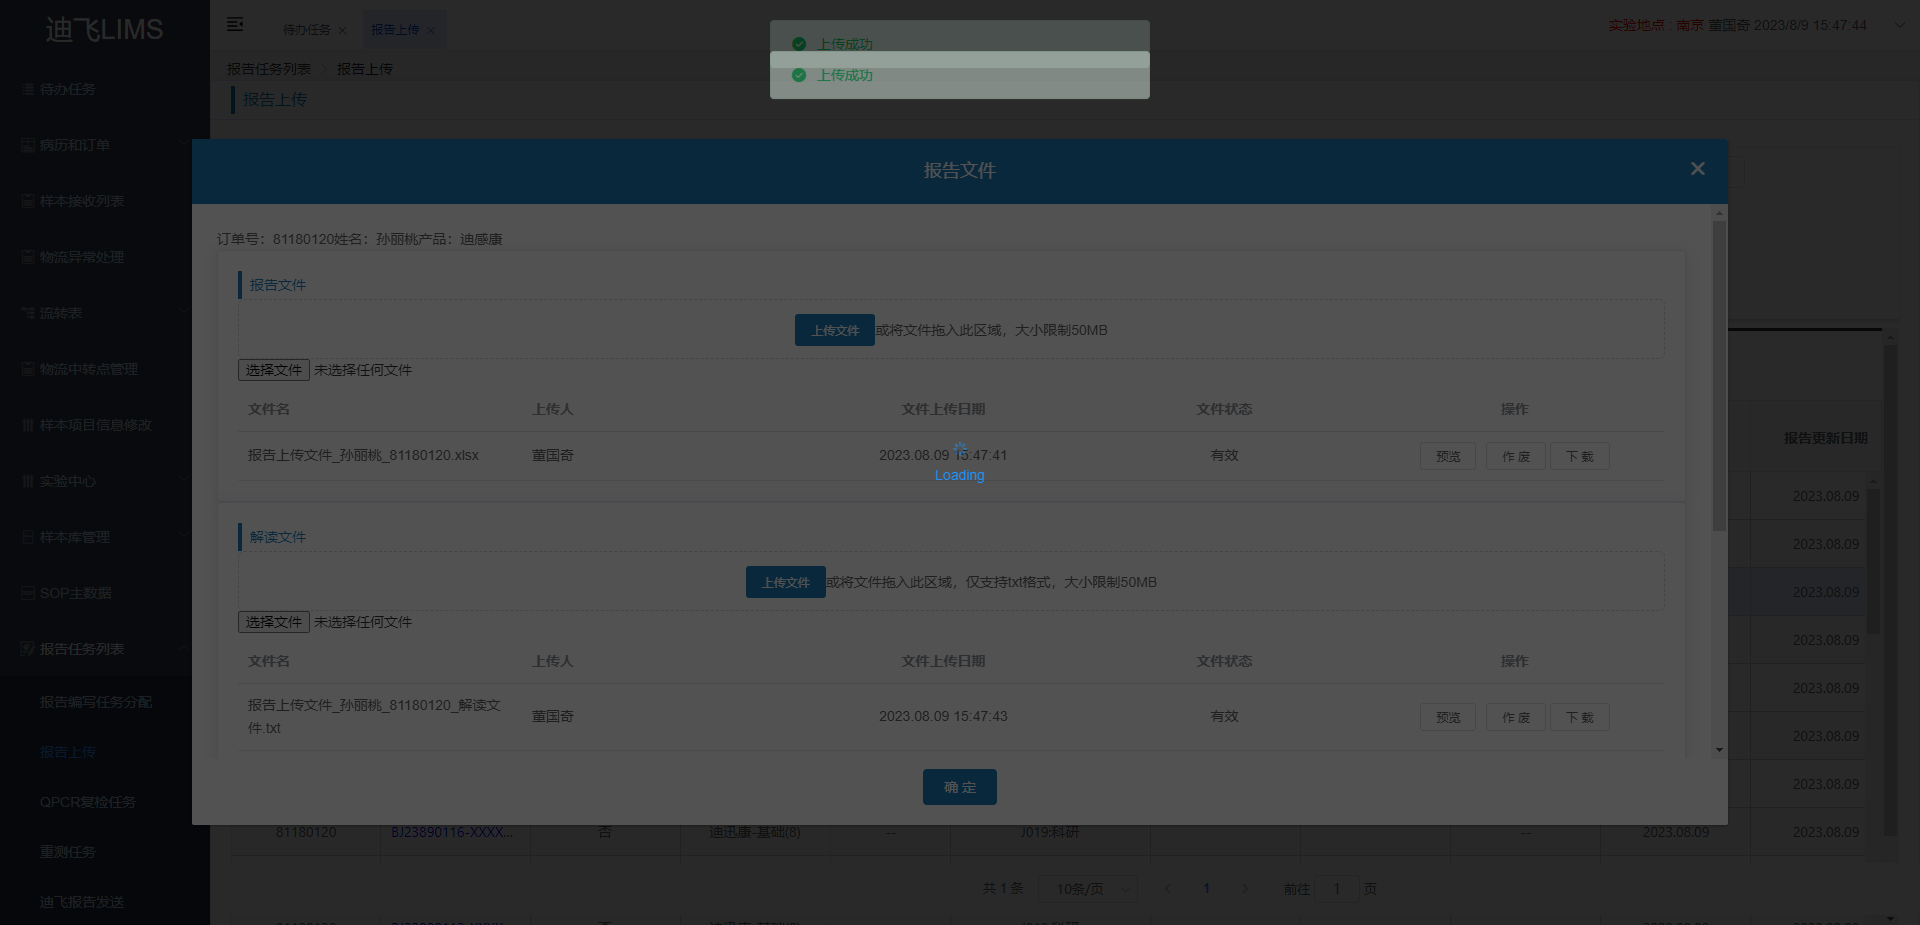 迪飞LIMS
待办任务
报告上传
上传成功
上传成功
实验地点 : 南京 董国奇 2023/8/9 15:47:44
报告任务列表 > 报告上传
报告上传
待办任务
病历和订单
样本接收列表
物流异常处理
流转表
物流中转点管理
样本项目信息修改
实验中心
样本库管理
SOP主数据
报告任务列表
报告编写任务分配
报告上传
QPCR复检任务
重测任务
迪飞报告发送
报告文件
订单号：81180120姓名：孙丽桃产品：迪感康
报告文件
上传文件 或将文件拖入此区域，大小限制50MB
选择文件 未选择任何文件
文件名 上传人 文件上传日期 文件状态 操作
报告上传文件_孙丽桃_81180120.xlsx 董国奇 2023.08.09 15:47:41 有效 预览 作废 下载
Loading
解读文件
上传文件 或将文件拖入此区域，仅支持txt格式，大小限制50MB
选择文件 未选择任何文件
文件名 上传人 文件上传日期 文件状态 操作
报告上传文件_孙丽桃_81180120_解读文
件.txt 董国奇 2023.08.09 15:47:43 有效 预览 作废 下载
确 定
报告更新日期
2023.08.09
2023.08.09
2023.08.09
2023.08.09
2023.08.09
2023.08.09
2023.08.09
81180120 BJ23890116-XXXX... 否 迪迅康-基础(8) -- J019:科研 -- 2023.08.09 2023.08.09
共 1 条 10条/页 1 前往 1 页